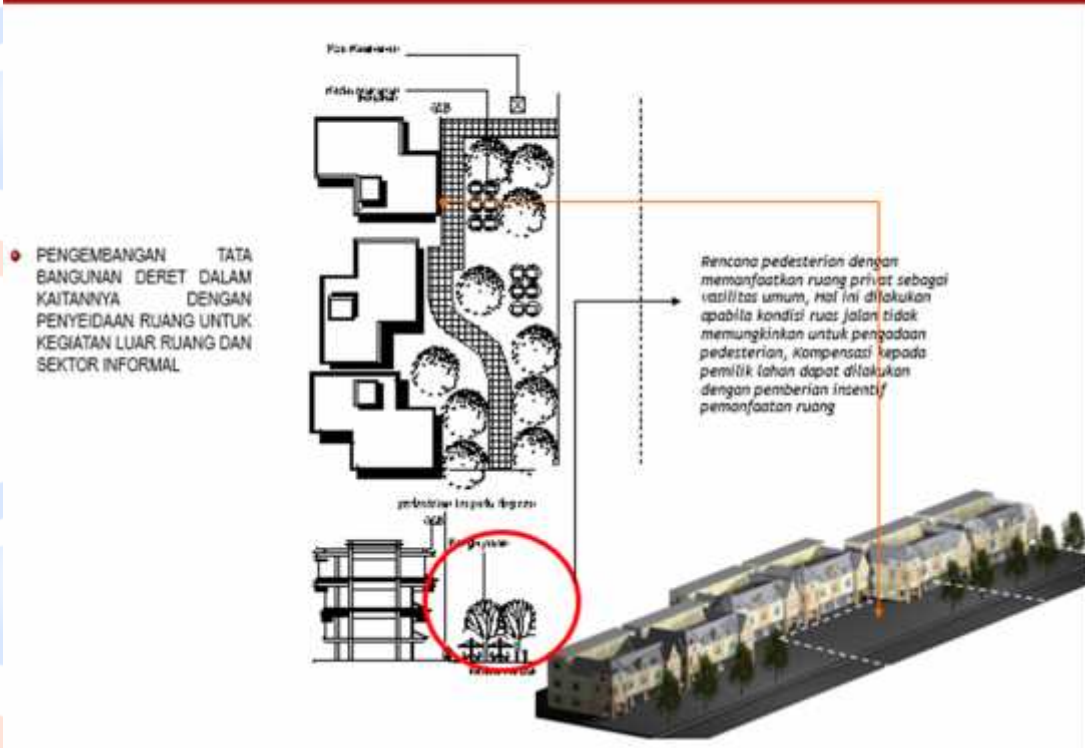 PENGEMBANGAN TATA
BANGUNAN DERET DALAM
KAITANNYA DENGAN
PENYEIDAAN RUANG UNTUK
KEGIATAN LUAR RUANG DAN
SEKTOR INFORMAL
GSB
Rencana pedesterian dengan
memanfaatkan ruang privat sebagai
vasilitas umum, Hal ini dilakukan
apabila kondisi ruas jalan tidak
memungkinkan untuk pengadaan
pedesterian, Kompensasi kepada
pemilik lahan dapat dilakukan
dengan pemberian insentif
pemanfaatan ruang
GSB